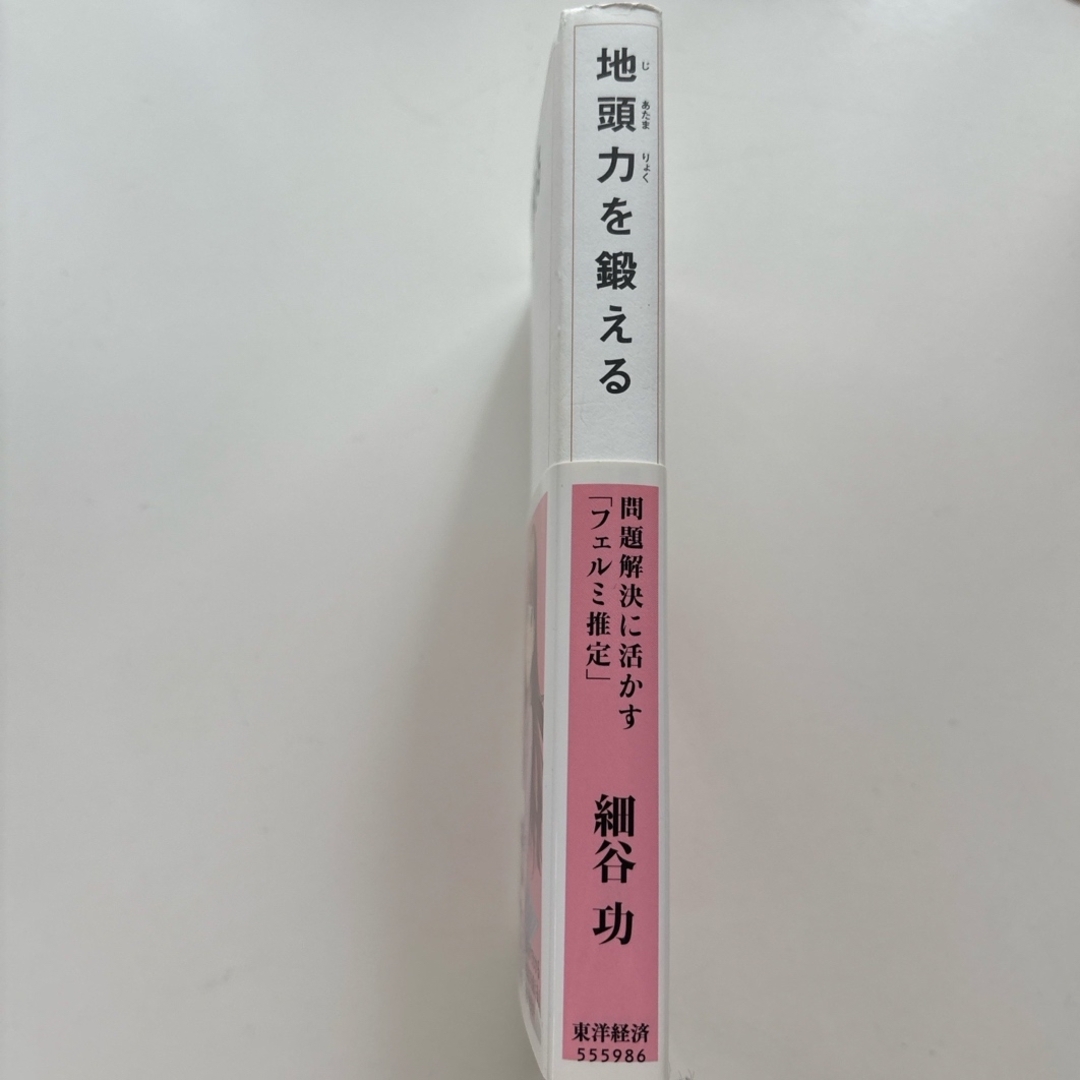 地頭力を鍛える
じ あたま りょく
問題解決に活かす
「フェルミ推定」
細谷 功
東洋経済
555986